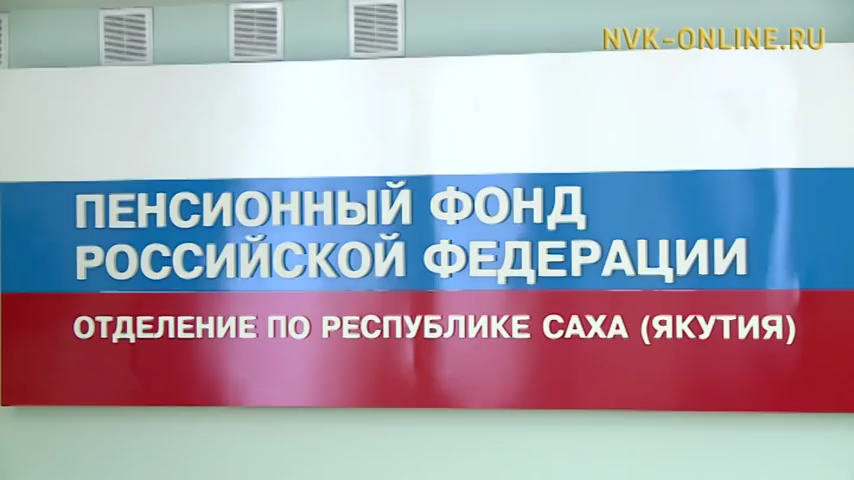 NVK-ONLINE.RU
ПЕНСИОННЫЙ ФОНД
РОССИЙСКОЙ ФЕДЕРАЦИИ
ОТДЕЛЕНИЕ ПО РЕСПУБЛИКЕ САХА (ЯКУТИЯ)